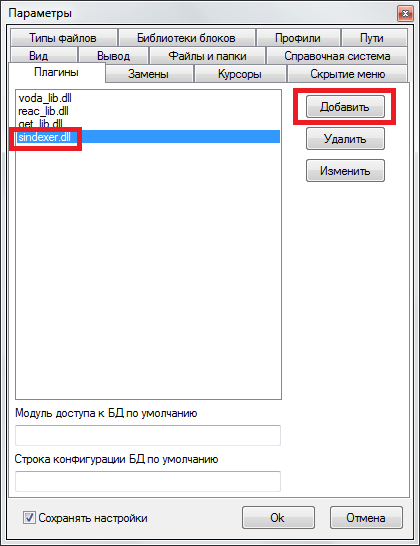 Параметры
Типы файлов Библиотеки блоков Профили Пути
Вид Вывод Файлы и папки Справочная система
Плагины Замены Курсоры Скрытие меню
voda_lib.dll
reac_lib.dll
get_lib.dll
sindexer.dll
Добавить
Удалить
Изменить
Модуль доступа к БД по умолчанию
Строка конфигурации БД по умолчанию
Сохранять настройки Ok Отмена